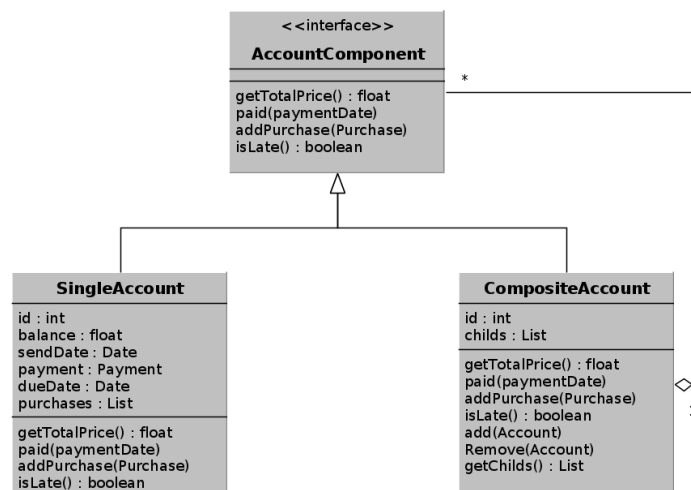 <<interface>>
AccountComponent
*
getTotalPrice() : float
paid(paymentDate)
addPurchase(Purchase)
isLate() : boolean
SingleAccount
id : int
balance : float
sendDate : Date
payment : Payment
dueDate : Date
purchases : List
getTotalPrice() : float
paid(paymentDate)
addPurchase(Purchase)
isLate() : boolean
CompositeAccount
id : int
childs : List
getTotalPrice() : float
paid(paymentDate)
addPurchase(Purchase)
isLate() : boolean
add(Account)
Remove(Account)
getChilds() : List